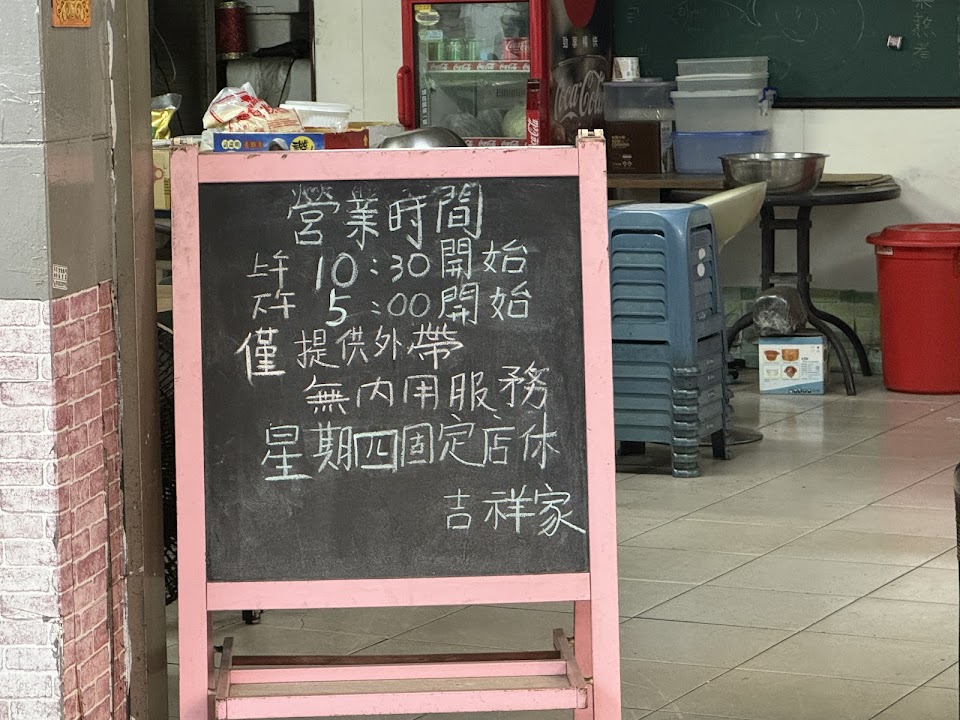 營業時間
上午 10:30開始
下午 5:00開始
僅提供外帶
無內用服務
星期四固定店休
吉祥家
Coca-Cola